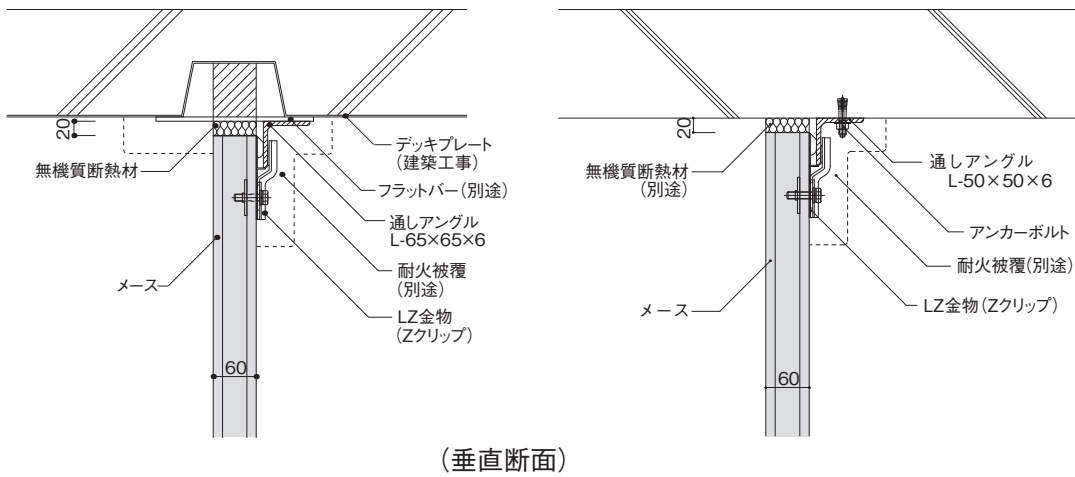 20
無機質断熱材
メース
60
デッキプレート
(建築工事)
フラットバー(別途)
通しアングル
L-65×65×6
耐火被覆
(別途)
LZ金物
(Zクリップ)
20
無機質断熱材
(別途)
メース
60
通しアングル
L-50×50×6
アンカーボルト
耐火被覆(別途)
LZ金物(Zクリップ)
(垂直断面)